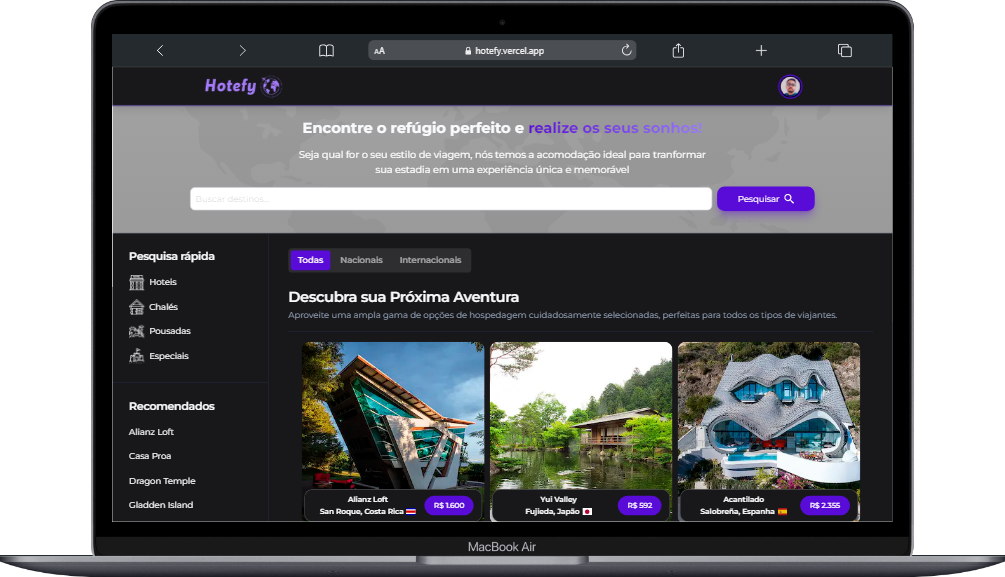 AA hotefy.vercel.app
Hotefy
Encontre o refúgio perfeito e realize os seus sonhos!
Seja qual for o seu estilo de viagem, nós temos a acomodação ideal para tranformar
sua estadia em uma experiência única e memorável
Buscar destinos...
Pesquisar
Pesquisa rápida
Hoteis
Chalés
Pousadas
Especiais
Recomendados
Alianz Loft
Casa Proa
Dragon Temple
Gladden Island
Todas Nacionais Internacionais
Descubra sua Próxima Aventura
Aproveite uma ampla gama de opções de hospedagem cuidadosamente selecionadas, perfeitas para todos os tipos de viajantes.
Alianz Loft
San Roque, Costa Rica
R$ 1.600
Yui Valley
Fujieda, Japão
R$ 592
Acantilado
Salobreña, Espanha
R$ 2.355
MacBook Air